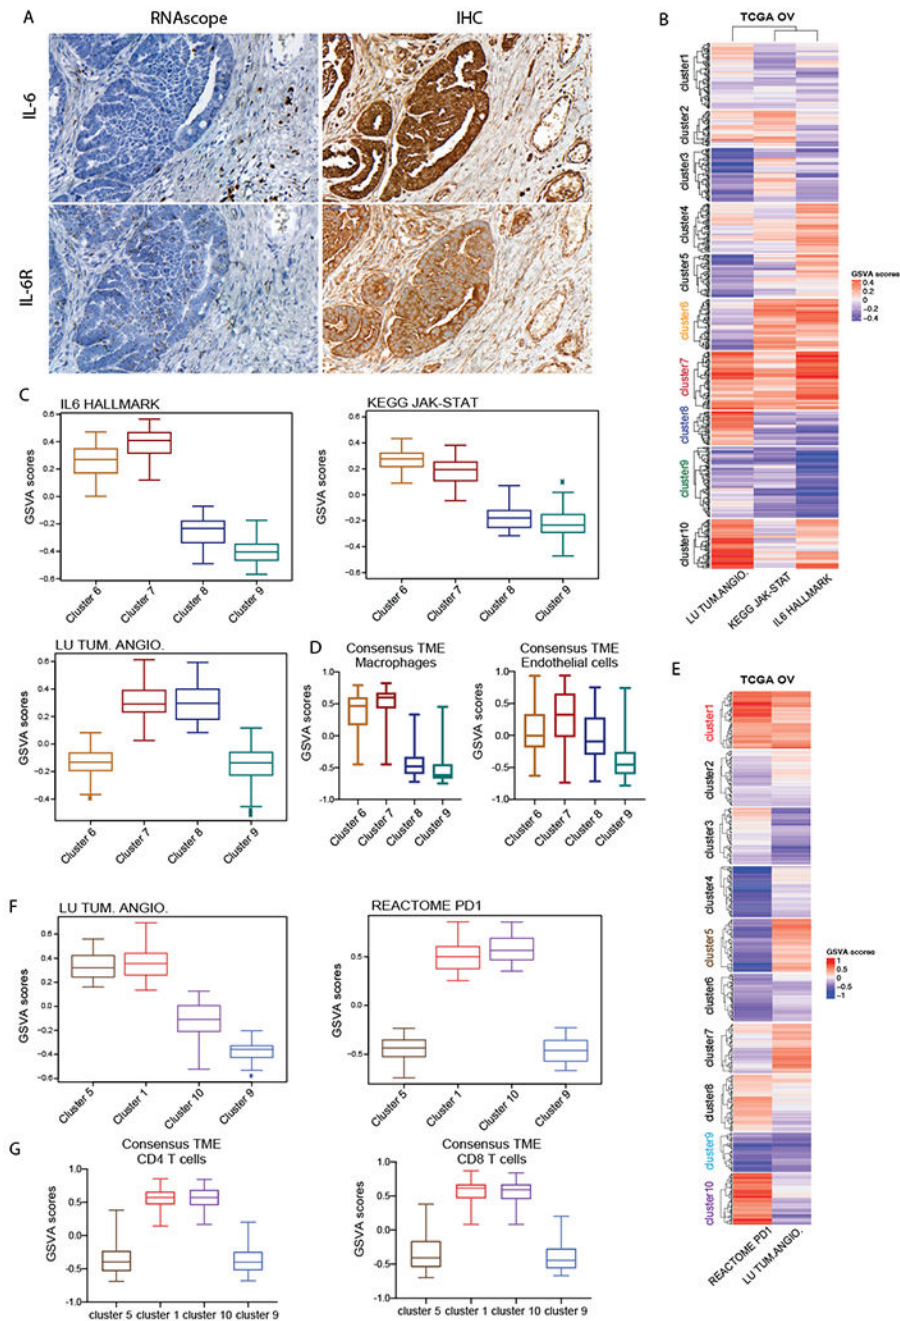 A
RNAscope
IHC
IL-6
IL-6R
B
TCGA OV
cluster1
cluster2
cluster3
cluster4
cluster5
cluster6
cluster7
cluster8
cluster9
cluster10
LU TUM.ANGIO.
KEGG JAK-STAT
IL6 HALLMARK
GSVA scores
0.4
0.2
0
−0.2
−0.4
C
IL6 HALLMARK
GSVA scores
0.6
0.4
0.2
0.0
−0.2
−0.4
−0.6
Cluster 6
Cluster 7
Cluster 8
Cluster 9
KEGG JAK-STAT
GSVA scores
0.6
0.4
0.2
0.0
−0.2
−0.4
−0.6
Cluster 6
Cluster 7
Cluster 8
Cluster 9
LU TUM. ANGIO.
GSVA scores
0.6
0.4
0.2
0.0
−0.2
−0.4
Cluster 6
Cluster 7
Cluster 8
Cluster 9
D
Consensus TME
Macrophages
GSVA scores
1.0
0.5
0.0
-0.5
-1.0
Cluster 6
Cluster 7
Cluster 8
Cluster 9
Consensus TME
Endothelial cells
GSVA scores
1.0
0.5
0.0
-0.5
-1.0
Cluster 6
Cluster 7
Cluster 8
Cluster 9
E
TCGA OV
cluster1
cluster2
cluster3
cluster4
cluster5
cluster6
cluster7
cluster8
cluster9
cluster10
REACTOME PD1
LU TUM.ANGIO.
GSVA scores
1
0.5
0
−0.5
−1
F
LU TUM. ANGIO.
GSVA scores
0.6
0.4
0.2
0.0
−0.2
−0.4
−0.6
Cluster 5
Cluster 1
Cluster 10
Cluster 9
REACTOME PD1
GSVA scores
0.5
0.0
−0.5
Cluster 5
Cluster 1
Cluster 10
Cluster 9
G
Consensus TME
CD4 T cells
GSVA scores
1.0
0.5
0.0
-0.5
-1.0
cluster 5 cluster 1 cluster 10 cluster 9
Consensus TME
CD8 T cells
GSVA scores
1.0
0.5
0.0
-0.5
-1.0
cluster 5 cluster 1 cluster 10 cluster 9